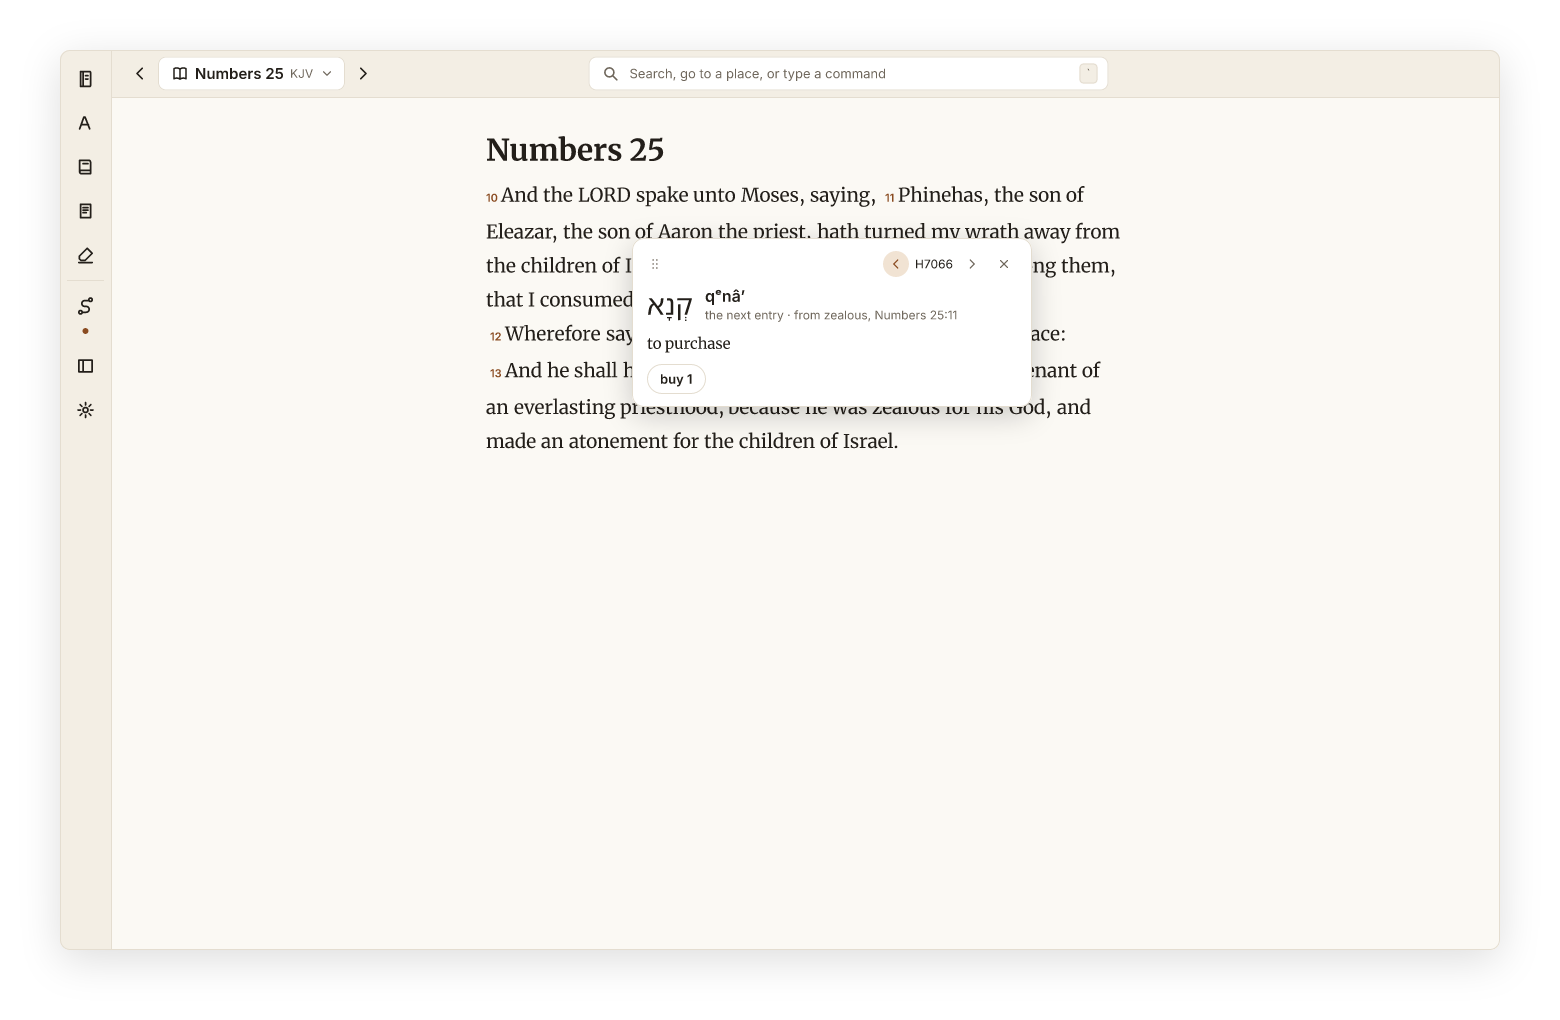 Numbers 25 KJV
Search, go to a place, or type a command
Numbers 25
10 And the LORD spake unto Moses, saying, 11 Phinehas, the son of
Eleazar, the son of Aaron the priest, hath turned my wrath away from
the children of I
ng them,
that I consumed
12 Wherefore say
ace:
13 And he shall h
enant of
an everlasting priesthood, because he was zealous for his God, and
made an atonement for the children of Israel.
H7066
קְנָא
qᵉnâʼ
the next entry · from zealous, Numbers 25:11
to purchase
buy 1